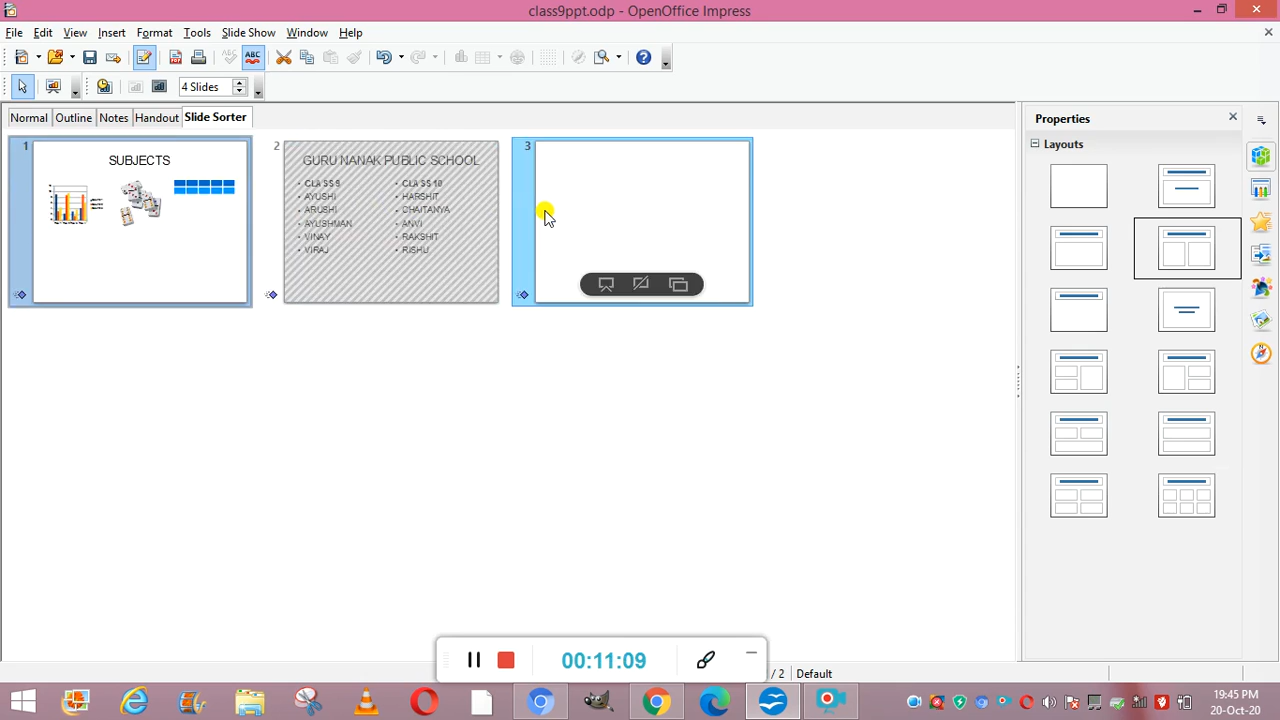 class9ppt.odp - OpenOffice Impress
File Edit View Insert Format Tools Slide Show Window Help
ABC
4 Slides
Normal Outline Notes Handout Slide Sorter
Properties
Layouts
1
SUBJECTS
2
GURU NANAK PUBLIC SCHOOL
• CLASS 9
• AYUSHI
• ARUSHI
• AYUSHMAN
• VINAY
• VIRAJ
• CLASS 10
• HARSHIT
• CHAITANYA
• ANVI
• RAKSHIT
• RISHU
3
00:11:09
/ 2 Default
19:45 PM
20-Oct-20